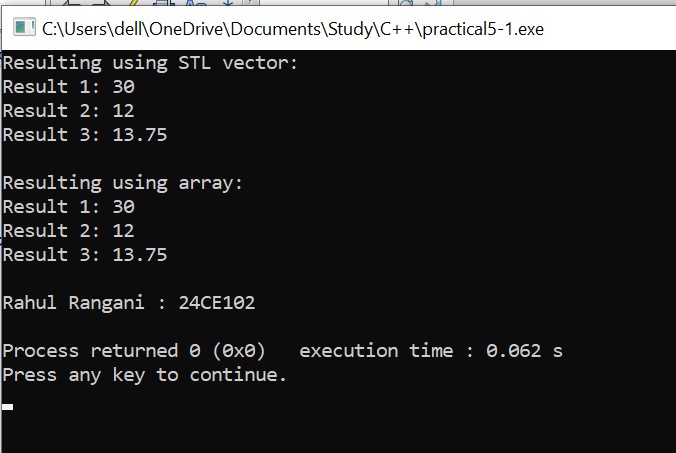 C:\Users\dell\OneDrive\Documents\Study\C++\practical5-1.exe
Resulting using STL vector:
Result 1: 30
Result 2: 12
Result 3: 13.75
Resulting using array:
Result 1: 30
Result 2: 12
Result 3: 13.75
Rahul Rangani : 24CE102
Process returned 0 (0x0)   execution time : 0.062 s
Press any key to continue.